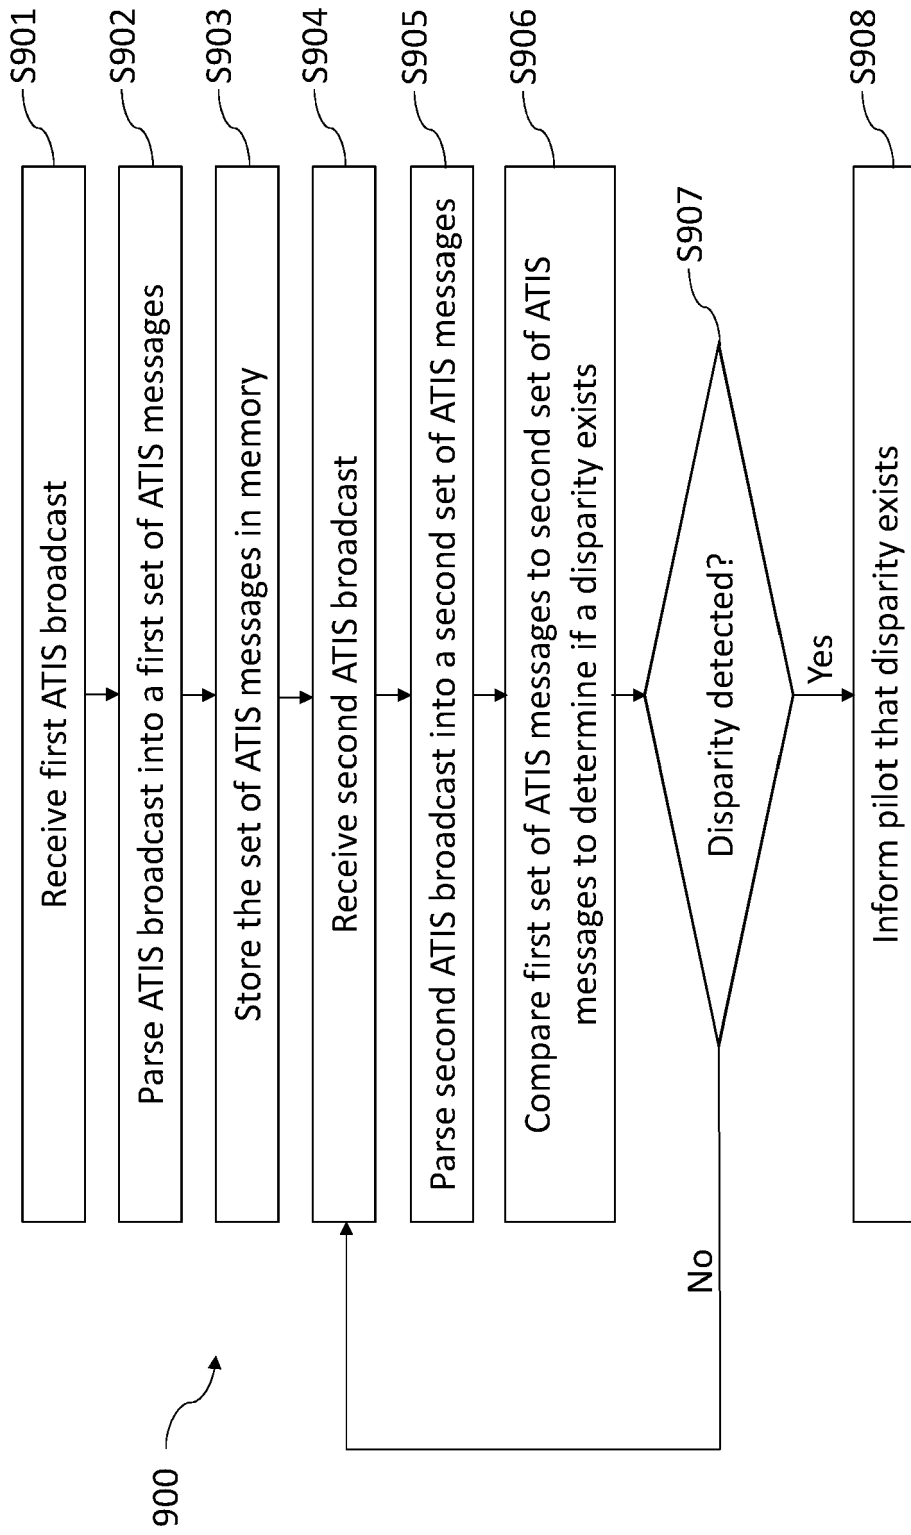 900
Receive first ATIS broadcast
S901
Parse ATIS broadcast into a first set of ATIS messages
S902
Store the set of ATIS messages in memory
S903
Receive second ATIS broadcast
S904
Parse second ATIS broadcast into a second set of ATIS messages
S905
Compare first set of ATIS messages to second set of ATIS
messages to determine if a disparity exists
S906
Disparity detected?
S907
No
Yes
Inform pilot that disparity exists
S908